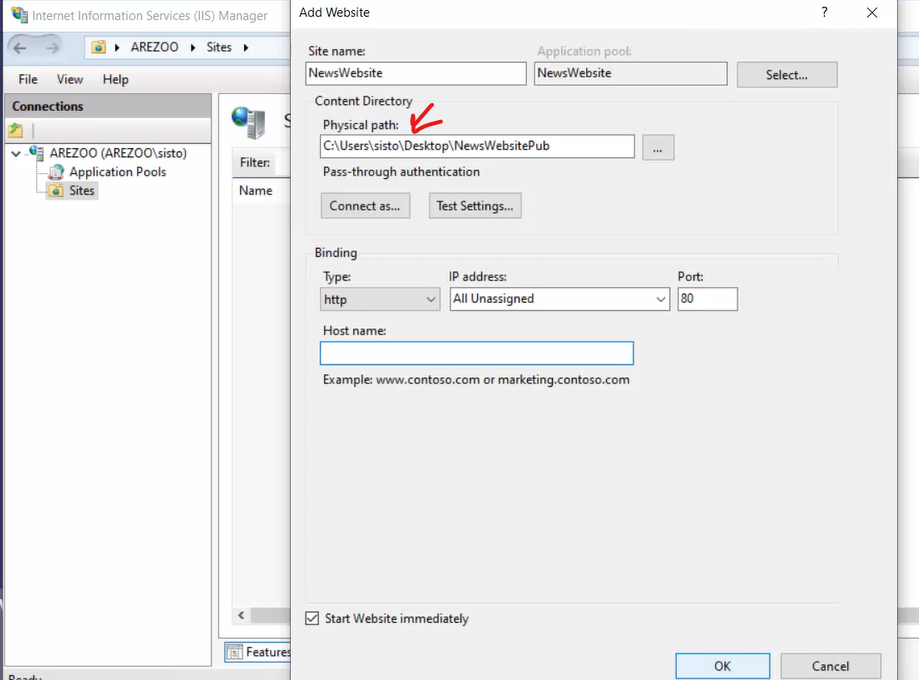 Internet Information Services (IIS) Manager
AREZOO Sites
File View Help
Connections
AREZOO (AREZOO\sisto)
Application Pools
Sites
S
Filter:
Name
Features
Ready
Add Website
?
Site name:
Application pool:
NewsWebsite
NewsWebsite
Select...
Content Directory
Physical path:
C:\Users\sisto\Desktop\NewsWebsitePub
...
Pass-through authentication
Connect as...
Test Settings...
Binding
Type:
IP address:
Port:
http
All Unassigned
80
Host name:
Example: www.contoso.com or marketing.contoso.com
Start Website immediately
OK
Cancel